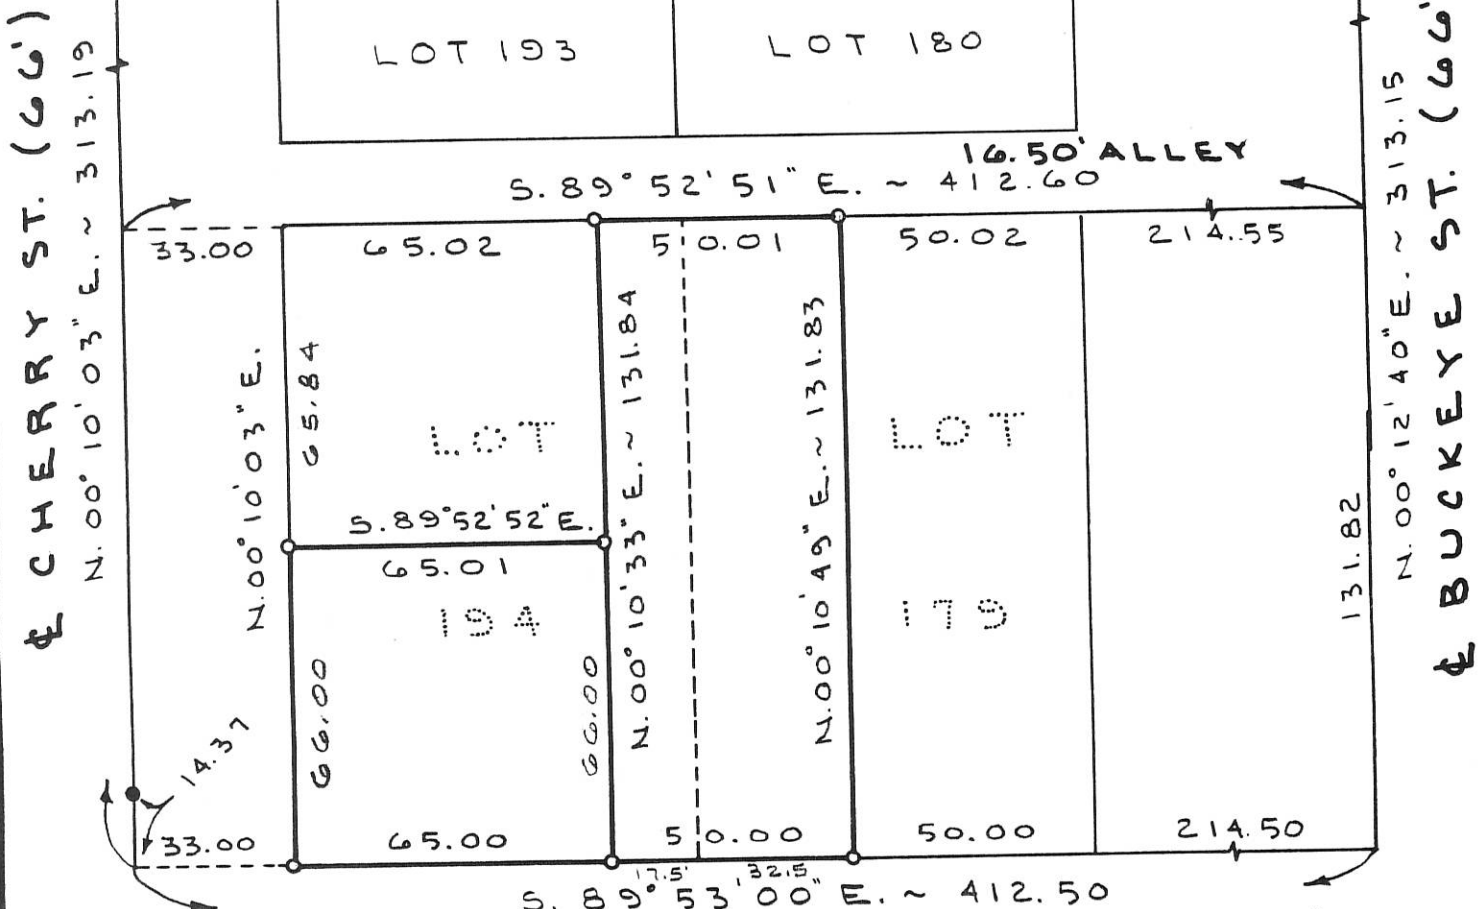 LOT 193
LOT 180
16.50' ALLEY
S. 89° 52' 51" E. ~ 412.60
℄ CHERRY ST. (66')
N. 00° 10' 03" E. ~ 313.19
33.00
65.02
50.01
50.02
214.55
N. 00° 12' 40" E. ~ 313.15
℄ BUCKEYE ST. (66'
N. 00° 10' 03" E.
65.84
LOT
194
S. 89° 52' 52" E.
65.01
N. 00° 10' 33" E. ~ 131.84
N. 00° 10' 49" E. ~ 131.83
LOT
179
131.82
66.00
66.00
14.37
33.00
65.00
50.00
50.00
214.50
17.5' 32.5
S. 89° 53' 00" E. ~ 412.50